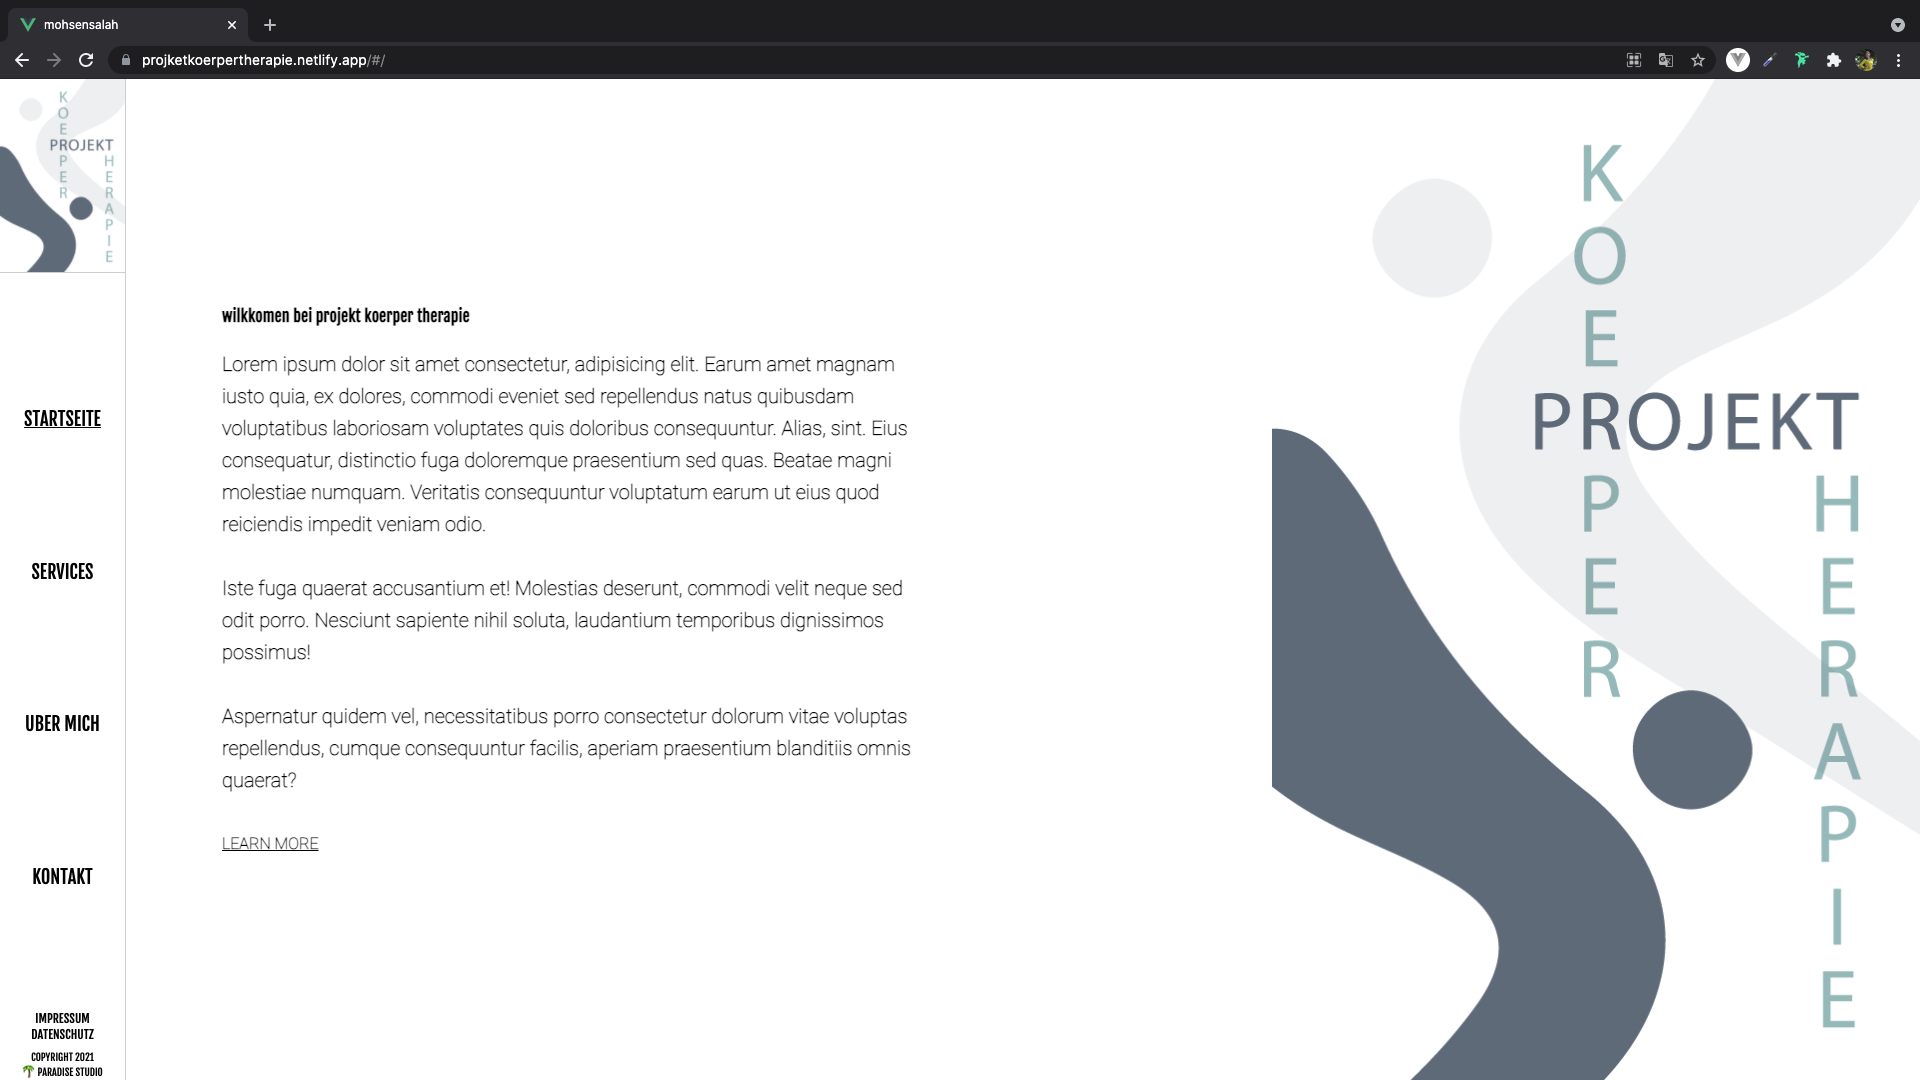 mohsensalah
projketkoerpertherapie.netlify.app/#/
KOERPER
PROJEKT
THERAPIE
STARTSEITE
SERVICES
UBER MICH
KONTAKT
IMPRESSUM
DATENSCHUTZ
COPYRIGHT 2021
PARADISE STUDIO
wilkkomen bei projekt koerper therapie
Lorem ipsum dolor sit amet consectetur, adipisicing elit. Earum amet magnam
iusto quia, ex dolores, commodi eveniet sed repellendus natus quibusdam
voluptatibus laboriosam voluptates quis doloribus consequuntur. Alias, sint. Eius
consequatur, distinctio fuga doloremque praesentium sed quas. Beatae magni
molestiae numquam. Veritatis consequuntur voluptatum earum ut eius quod
reiciendis impedit veniam odio.
Iste fuga quaerat accusantium et! Molestias deserunt, commodi velit neque sed
odit porro. Nesciunt sapiente nihil soluta, laudantium temporibus dignissimos
possimus!
Aspernatur quidem vel, necessitatibus porro consectetur dolorum vitae voluptas
repellendus, cumque consequuntur facilis, aperiam praesentium blanditiis omnis
quaerat?
LEARN MORE
KOERPER
PROJEKT
THERAPIE